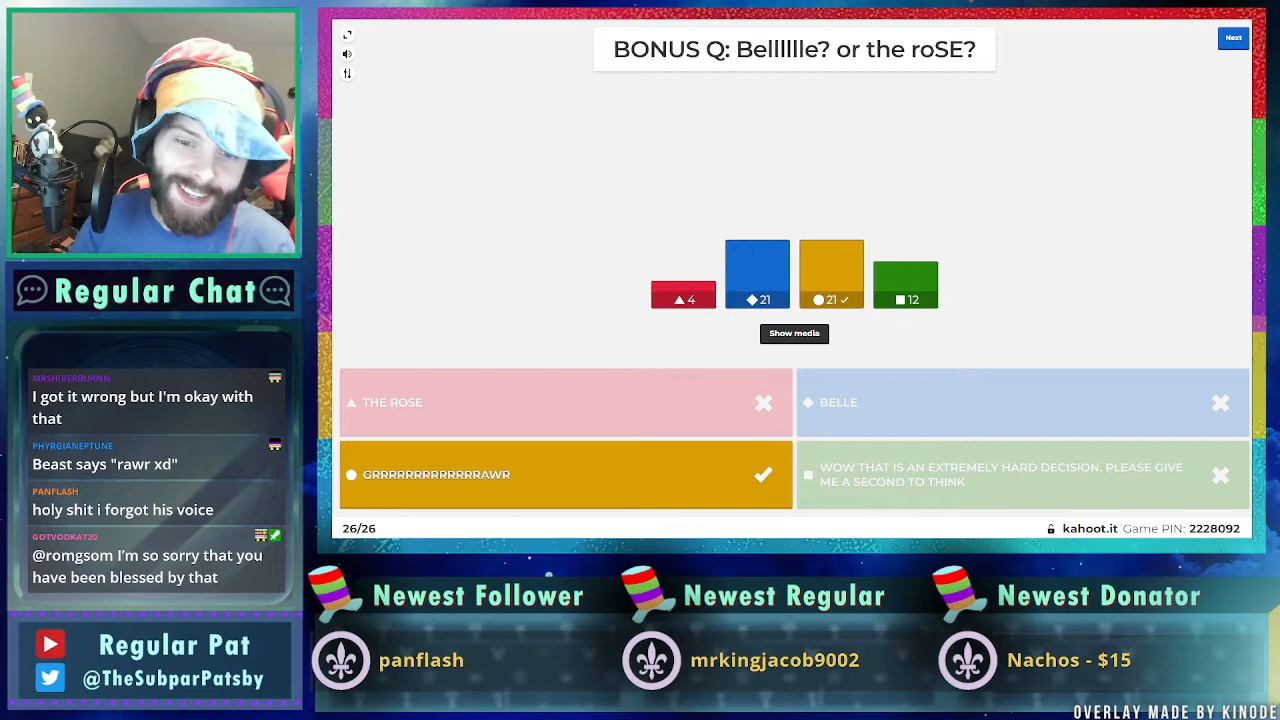 BONUS Q: Belllllle? or the roSE?
Next
4
21
21
12
Show media
THE ROSE
BELLE
GRRRRRRRRRRRRRAWR
WOW THAT IS AN EXTREMELY HARD DECISION. PLEASE GIVE
ME A SECOND TO THINK
26/26
kahoot.it Game PIN: 2228092
Regular Chat
MRSHIVERBURNN
I got it wrong but I'm okay with
that
PHYRGIANEPTUNE
Beast says "rawr xd"
PANFLASH
holy shit i forgot his voice
GOTVODKA720
@romgsom I'm so sorry that you
have been blessed by that
Regular Pat
@TheSubparPatsby
Newest Follower
panflash
Newest Regular
mrkingjacob9002
Newest Donator
Nachos - $15
OVERLAY MADE BY KINODE